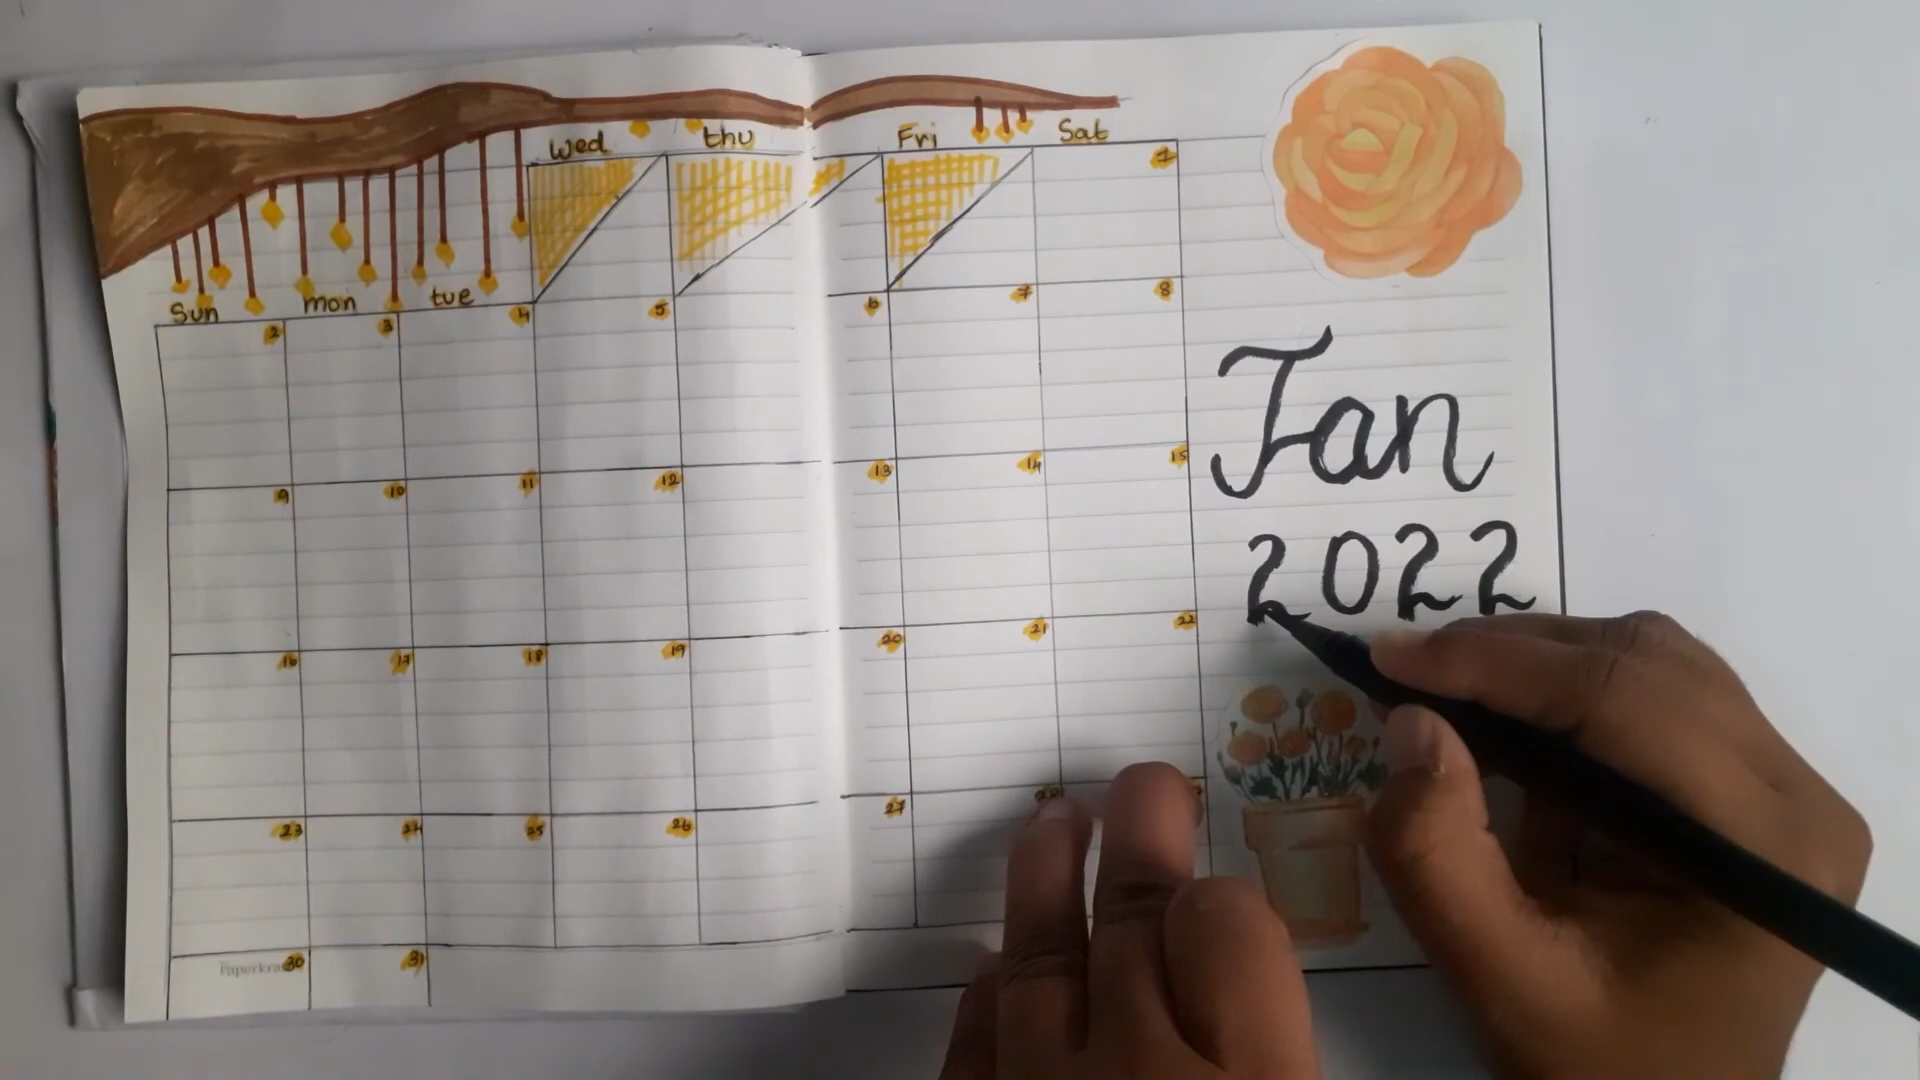 Wed thu Fri Sat
Sun mon tue
1
2 3 4 5 6 7 8
9 10 11 12 13 14 15
16 17 18 19 20 21 22
23 24 25 26 27 28
30 31
Jan
2022